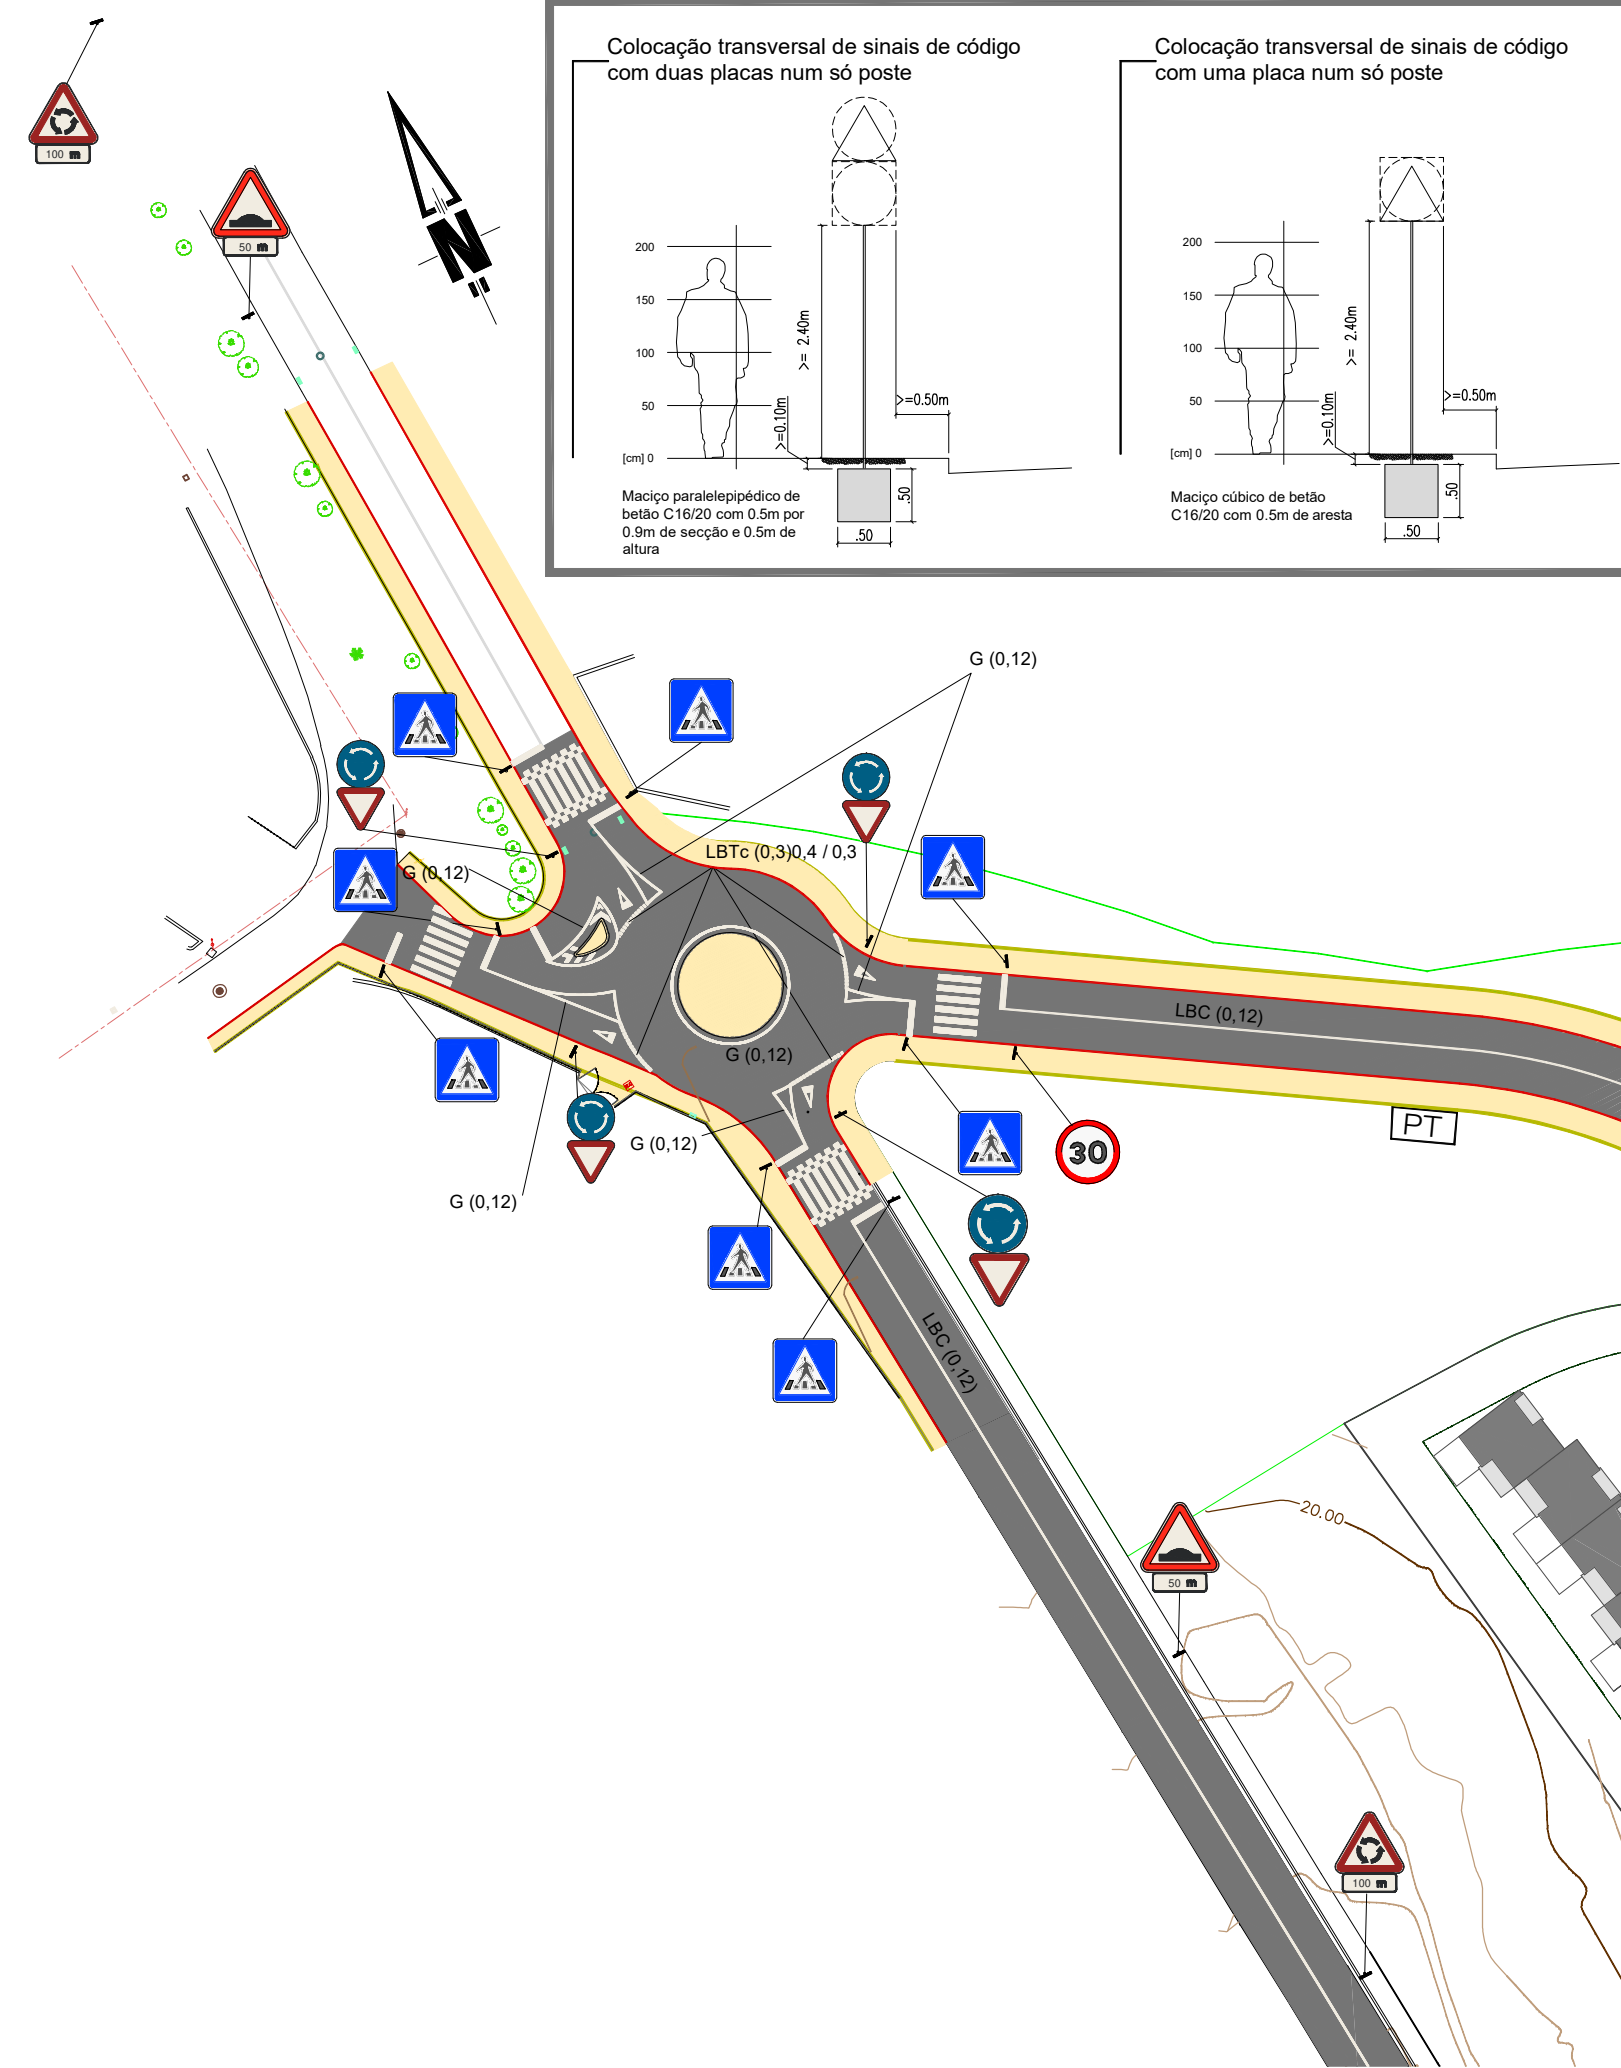 Colocação transversal de sinais de código
com duas placas num só poste
200
150
100
50
[cm] 0
>= 2.40m
>=0.10m
>=0.50m
.50
.50
Maciço paralelepipédico de
betão C16/20 com 0.5m por
0.9m de secção e 0.5m de
altura
Colocação transversal de sinais de código
com uma placa num só poste
200
150
100
50
[cm] 0
>= 2.40m
>=0.10m
>=0.50m
.50
.50
Maciço cúbico de betão
C16/20 com 0.5m de aresta
100 m
50 m
N
G (0,12)
LBTc (0,3)0,4 / 0,3
G (0,12)
LBC (0,12)
G (0,12)
PT
G (0,12)
30
G (0,12)
LBC (0,12)
20.00
50 m
100 m